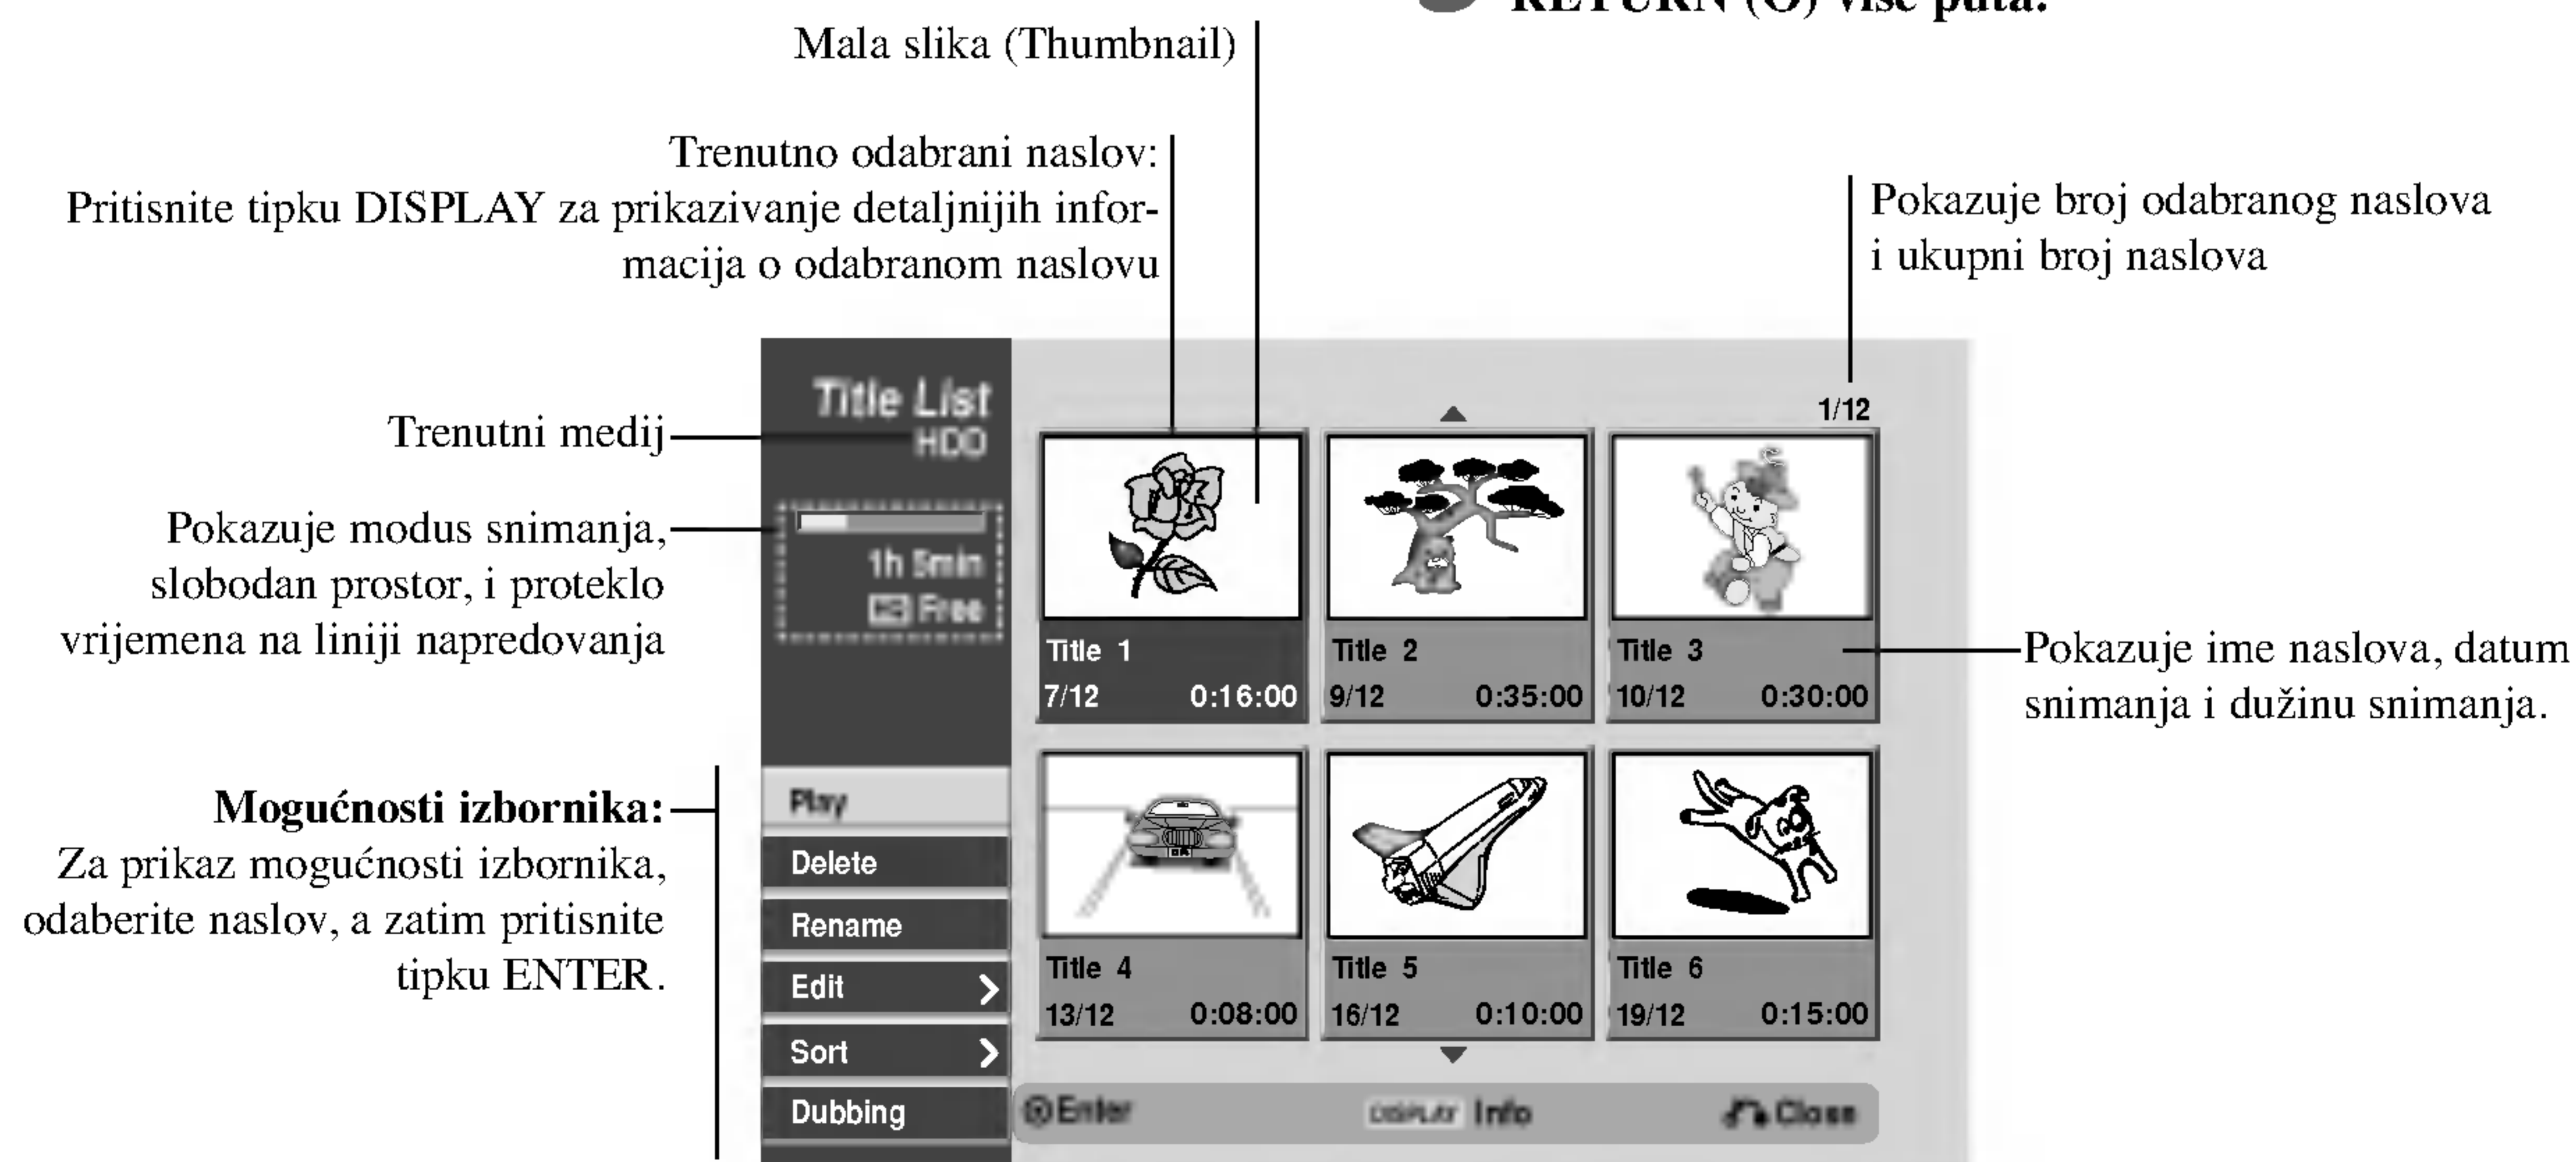 RETURN (O) više puta.
Mala slika (Thumbnail)
Trenutno odabrani naslov:
Pritisnite tipku DISPLAY za prikazivanje detaljnijih infor-
macija o odabranom naslovu
Pokazuje broj odabranog naslova
i ukupni broj naslova
Title List
HDD
1/12
Trenutni medij
Pokazuje modus snimanja,
slobodan prostor, i proteklo
vrijemena na liniji napredovanja
1h 5min
Free
Title 1
7/12 0:16:00
Title 2
9/12 0:35:00
Title 3
10/12 0:30:00
Pokazuje ime naslova, datum
snimanja i dužinu snimanja.
Mogućnosti izbornika:
Za prikaz mogućnosti izbornika,
odaberite naslov, a zatim pritisnite
tipku ENTER.
Play
Delete
Rename
Edit
Sort
Dubbing
Title 4
13/12 0:08:00
Title 5
16/12 0:10:00
Title 6
19/12 0:15:00
Enter
DISPLAY Info
Close